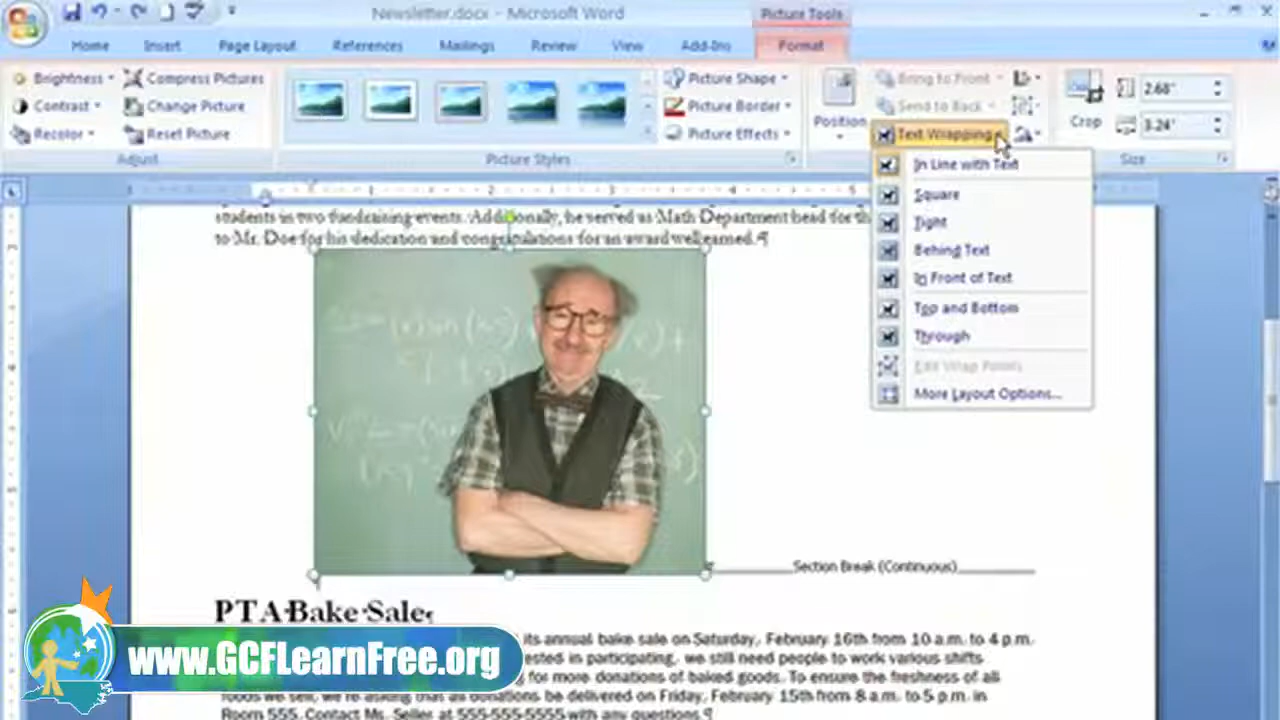 Newsletter.docx - Microsoft Word
Picture Tools
Home Insert Page Layout References Mailings Review View Add-Ins Format
Brightness
Compress Pictures
Contrast
Change Picture
Recolor
Reset Picture
Adjust
Picture Styles
Picture Shape
Picture Border
Picture Effects
Position
Bring to Front
Send to Back
Text Wrapping
Crop
2.68"
3.24"
Size
In Line with Text
Square
Tight
Behind Text
In Front of Text
Top and Bottom
Through
Edit Wrap Points
More Layout Options...
1 2 3 5
students in two fundraising events. Additionally, he served as Math Department head for th
to Mr. Doe for his dedication and congratulations for an award well earned.¶
Section Break (Continuous)
PTA Bake Sale
its annual bake sale on Saturday, February 16th from 10 a.m. to 4 p.m.
ested in participating, we still need people to work various shifts
ng for more donations of baked goods. To ensure the freshness of all
foods we sell, we're asking that all donations be delivered on Friday, February 15th from 8 a.m. to 5 p.m. in
Room 555. Contact Ms. Seller at 555-555-5555 with any questions.¶
www.GCFLearnFree.org